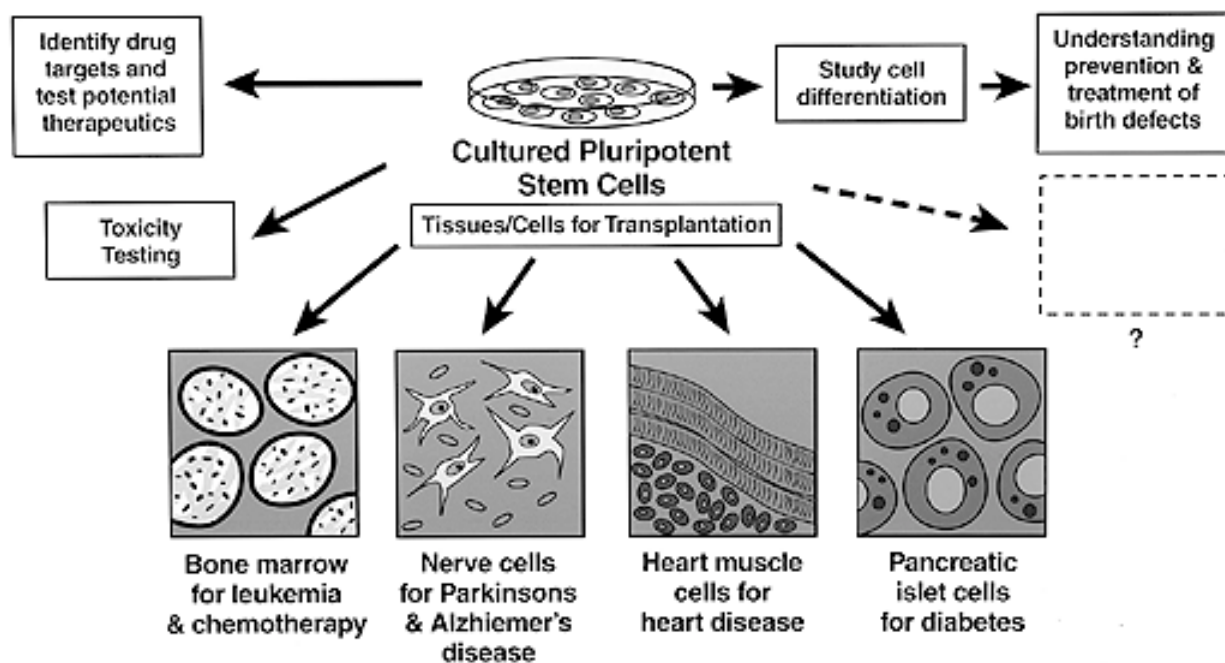 Identify drug
targets and
test potential
therapeutics
Study cell
differentiation
Understanding
prevention &
treatment of
birth defects
Cultured Pluripotent
Stem Cells
Toxicity
Testing
Tissues/Cells for Transplantation
?
Bone marrow
for leukemia
& chemotherapy
Nerve cells
for Parkinsons
& Alzhiemer's
disease
Heart muscle
cells for
heart disease
Pancreatic
islet cells
for diabetes